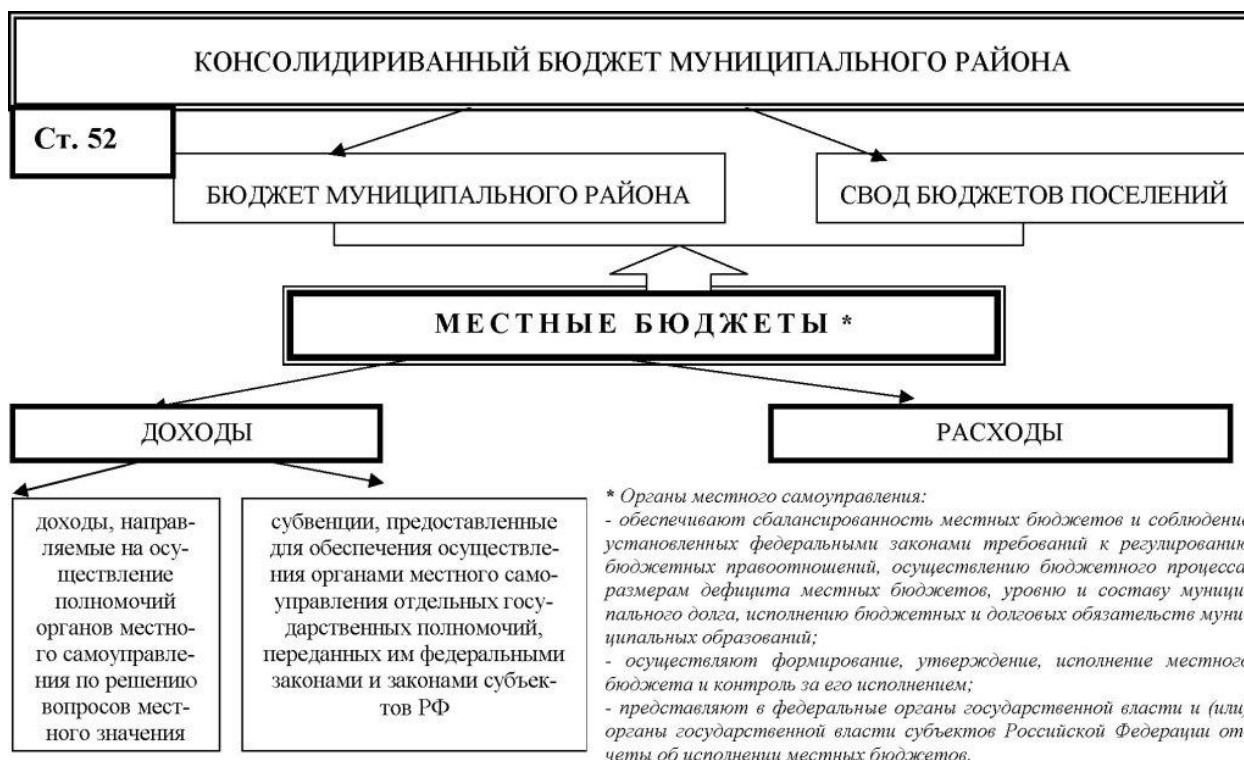 КОНСОЛИДИРИВАННЫЙ БЮДЖЕТ МУНИЦИПАЛЬНОГО РАЙОНА
Ст. 52
БЮДЖЕТ МУНИЦИПАЛЬНОГО РАЙОНА
СВОД БЮДЖЕТОВ ПОСЕЛЕНИЙ
МЕСТНЫЕ БЮДЖЕТЫ *
ДОХОДЫ
РАСХОДЫ
доходы, направ-
ляемые на осу-
ществление
полномочий
органов местно-
го самоуправле-
ния по решению
вопросов мест-
ного значения
субвенции, предоставленные
для обеспечения осуществле-
ния органами местного само-
управления отдельных госу-
дарственных полномочий,
переданных им федеральными
законами и законами субъек-
тов РФ
* Органы местного самоуправления:
- обеспечивают сбалансированность местных бюджетов и соблюдение
установленных федеральными законами требований к регулированию
бюджетных правоотношений, осуществлению бюджетного процесса,
размерам дефицита местных бюджетов, уровню и составу муници-
пального долга, исполнению бюджетных и долговых обязательств муни-
ципальных образований;
- осуществляют формирование, утверждение, исполнение местного
бюджета и контроль за его исполнением;
- представляют в федеральные органы государственной власти и (или)
органы государственной власти субъектов Российской Федерации от-
четы об исполнении местных бюджетов.